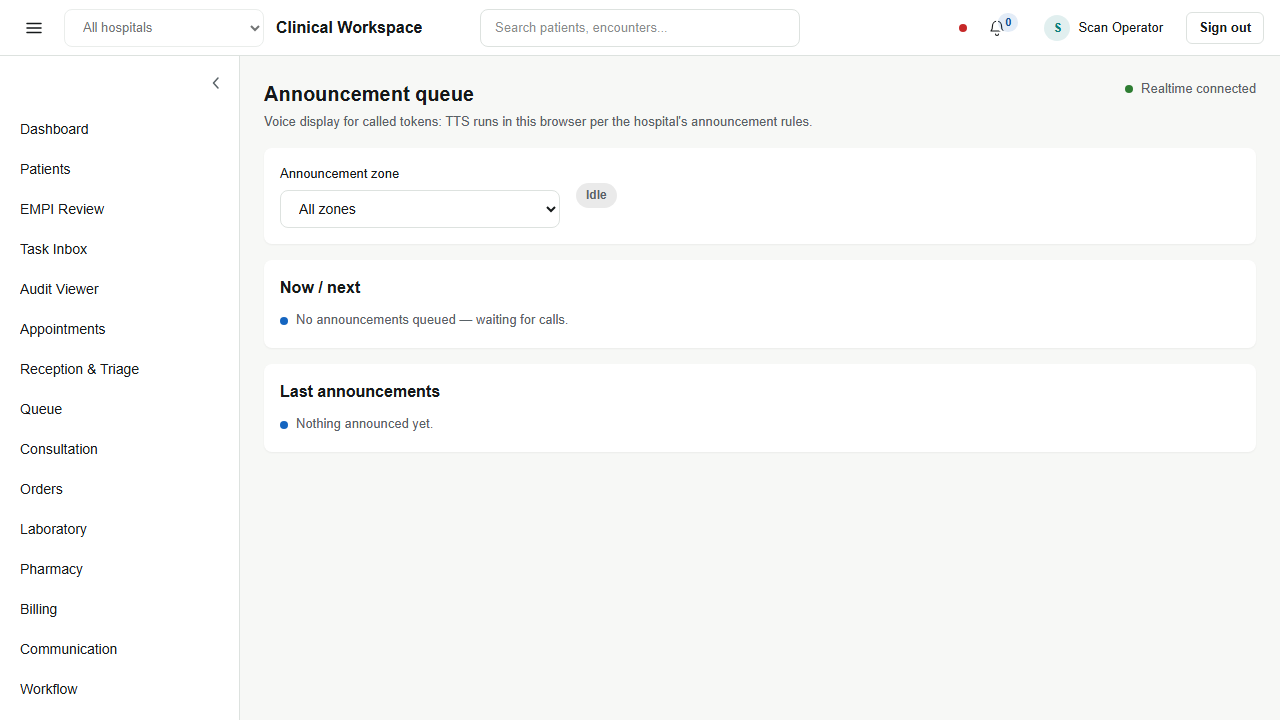 All hospitals
Clinical Workspace
Search patients, encounters...
0
S
Scan Operator
Sign out
Dashboard
Patients
EMPI Review
Task Inbox
Audit Viewer
Appointments
Reception & Triage
Queue
Consultation
Orders
Laboratory
Pharmacy
Billing
Communication
Workflow
Announcement queue
Realtime connected
Voice display for called tokens: TTS runs in this browser per the hospital's announcement rules.
Announcement zone
All zones
Idle
Now / next
No announcements queued — waiting for calls.
Last announcements
Nothing announced yet.